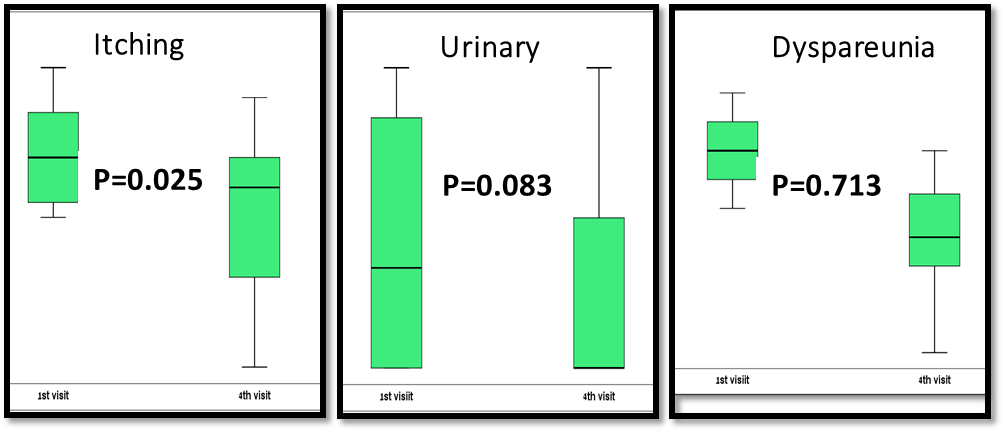 Itching
P=0.025
1st visit
4th visit
Urinary
P=0.083
1st visiit
4th visit
Dyspareunia
P=0.713
1st visiit
4th visit